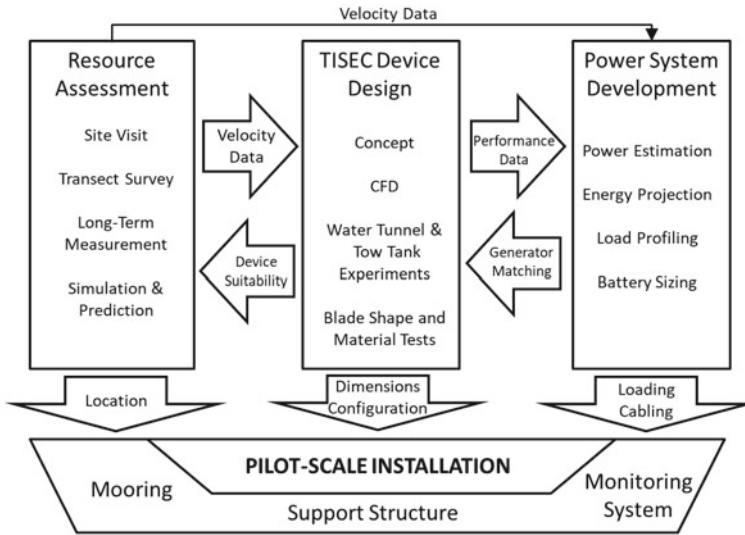 Velocity Data
Resource
Assessment
Site Visit
Transect Survey
Long-Term
Measurement
Simulation &
Prediction
Velocity
Data
Device
Suitability
TISEC Device
Design
Concept
CFD
Water Tunnel &
Tow Tank
Experiments
Blade Shape and
Material Tests
Performance
Data
Generator
Matching
Power System
Development
Power Estimation
Energy Projection
Load Profiling
Battery Sizing
Location
Dimensions
Configuration
Loading
Cabling
PILOT-SCALE INSTALLATION
Mooring
Support Structure
Monitoring
System